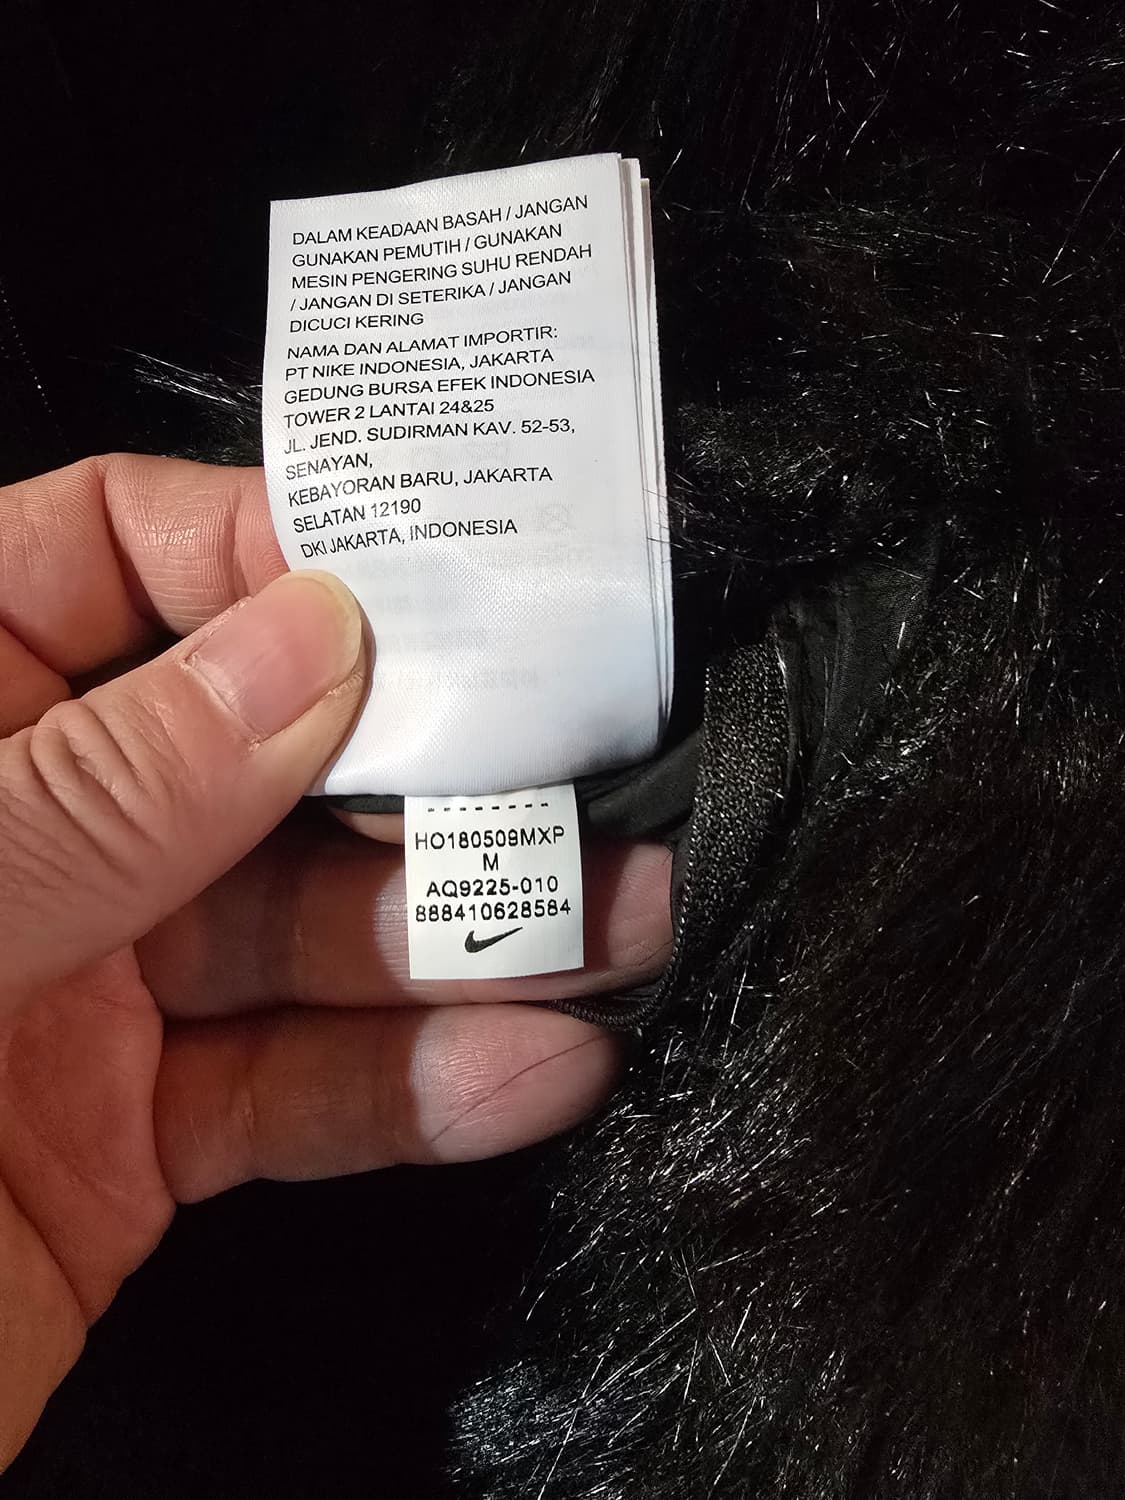 DALAM KEADAAN BASAH / JANGAN
GUNAKAN PEMUTIH / GUNAKAN
MESIN PENGERING SUHU RENDAH
/ JANGAN DI SETERIKA / JANGAN
DICUCI KERING
NAMA DAN ALAMAT IMPORTIR:
PT NIKE INDONESIA, JAKARTA
GEDUNG BURSA EFEK INDONESIA
TOWER 2 LANTAI 24&25
JL. JEND. SUDIRMAN KAV. 52-53,
SENAYAN,
KEBAYORAN BARU, JAKARTA
SELATAN 12190
DKI JAKARTA, INDONESIA
HO180509MXP
M
AQ9225-010
888410628584